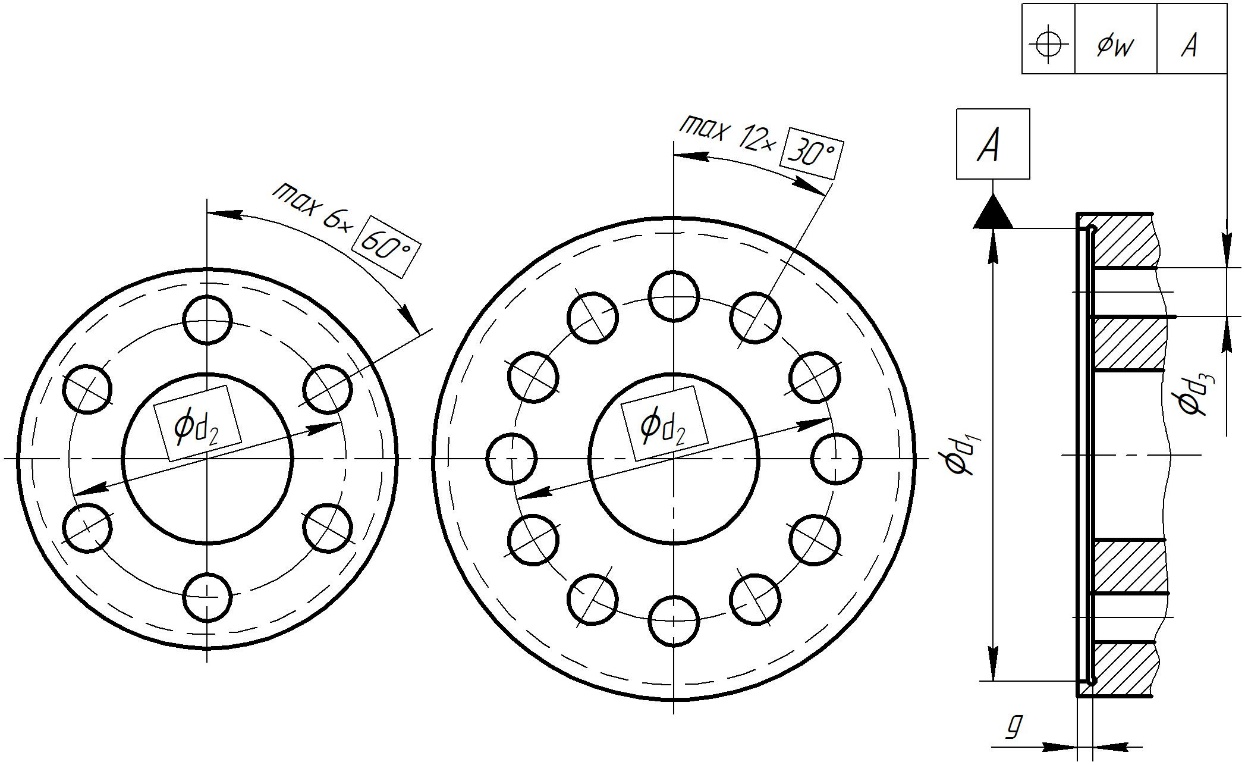 max 6× 60°
⌀d₂
max 12× 30°
⌀d₂
⌖ ⌀w A
A
⌀d₁
⌀d₃
g